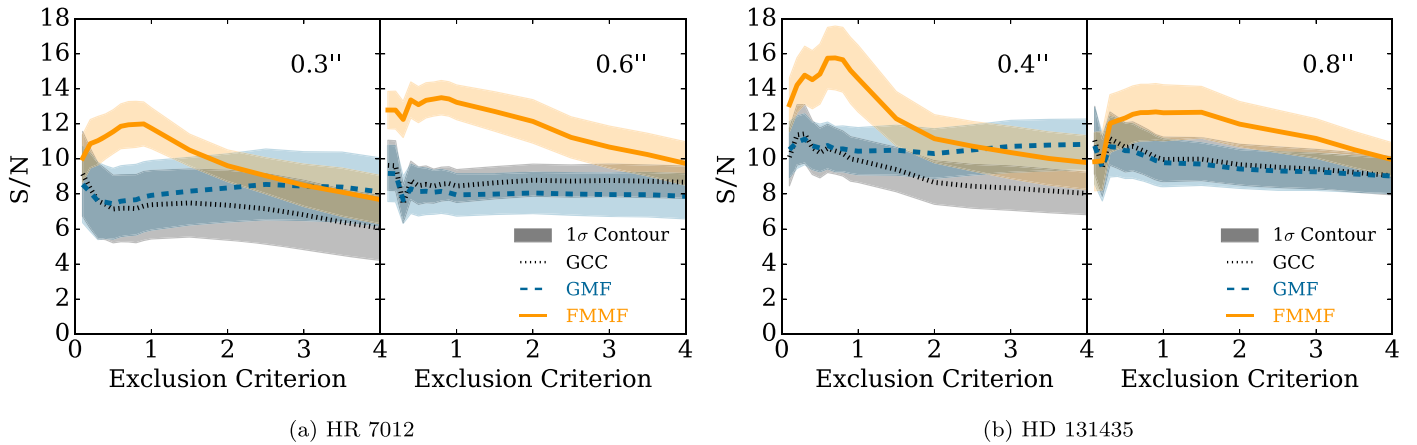 18
16
14
12
10
8
6
4
2
0
S/N
0.3''
0.6''
1σ Contour
GCC
GMF
FMMF
0 1 2 3 4 1 2 3 4
Exclusion Criterion Exclusion Criterion
(a) HR 7012
18
16
14
12
10
8
6
4
2
0
S/N
0.4''
0.8''
1σ Contour
GCC
GMF
FMMF
0 1 2 3 4 1 2 3 4
Exclusion Criterion Exclusion Criterion
(b) HD 131435